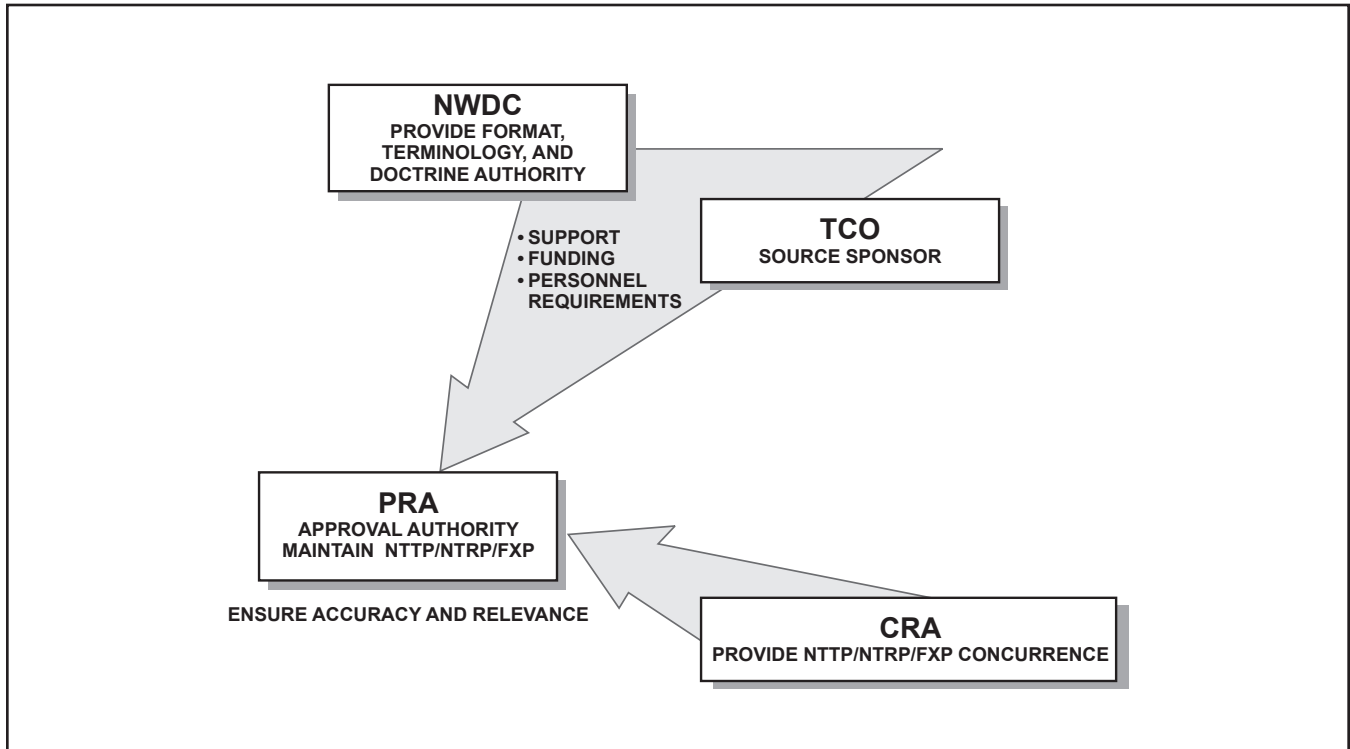 NWDC
PROVIDE FORMAT,
TERMINOLOGY, AND
DOCTRINE AUTHORITY
TCO
SOURCE SPONSOR
• SUPPORT
• FUNDING
• PERSONNEL
REQUIREMENTS
PRA
APPROVAL AUTHORITY
MAINTAIN NTTP/NTRP/FXP
ENSURE ACCURACY AND RELEVANCE
CRA
PROVIDE NTTP/NTRP/FXP CONCURRENCE